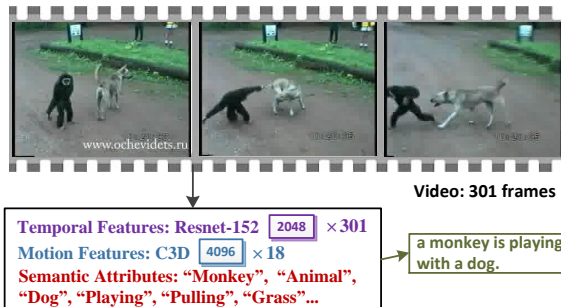 www.ochevidets.ru
Video: 301 frames
Temporal Features: Resnet-152 2048 ×301
Motion Features: C3D 4096 ×18
Semantic Attributes: “Monkey”, “Animal”,
“Dog”, “Playing”, “Pulling”, “Grass”...
a monkey is playing
with a dog.